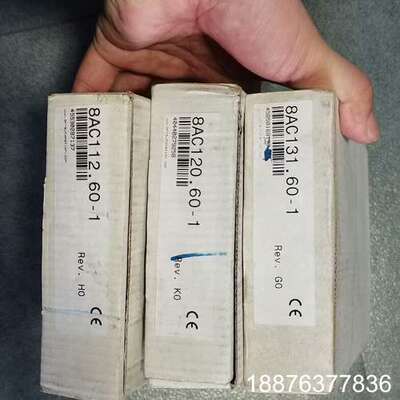 8AC112.60-1
Rev. H0
CE
8AC120.60-1
Rev. K0
CE
8AC131.60-1
Rev. G0
CE
18876377836